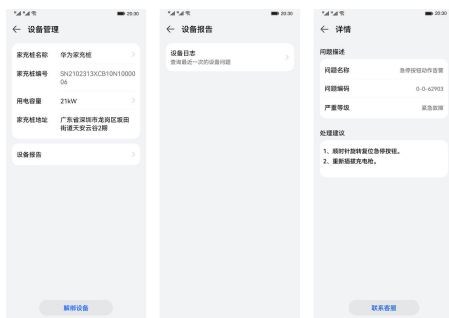 20:30
← 设备管理
家充桩名称 华为家充桩
家充桩编号 SN2102313XCB10N10000
06
用电容量 21kW
家充桩地址 广东省深圳市龙岗区坂田
街道天安云谷2期
设备报告
解绑设备
20:30
← 设备报告
设备日志
查询最近一次的设备问题
20:00
← 详情
问题描述
问题名称 急停按钮动作告警
问题编码 0-0-62903
严重等级 紧急故障
处理建议
1、顺时针旋转复位急停按钮。
2、重新插拔充电枪。
联系客服